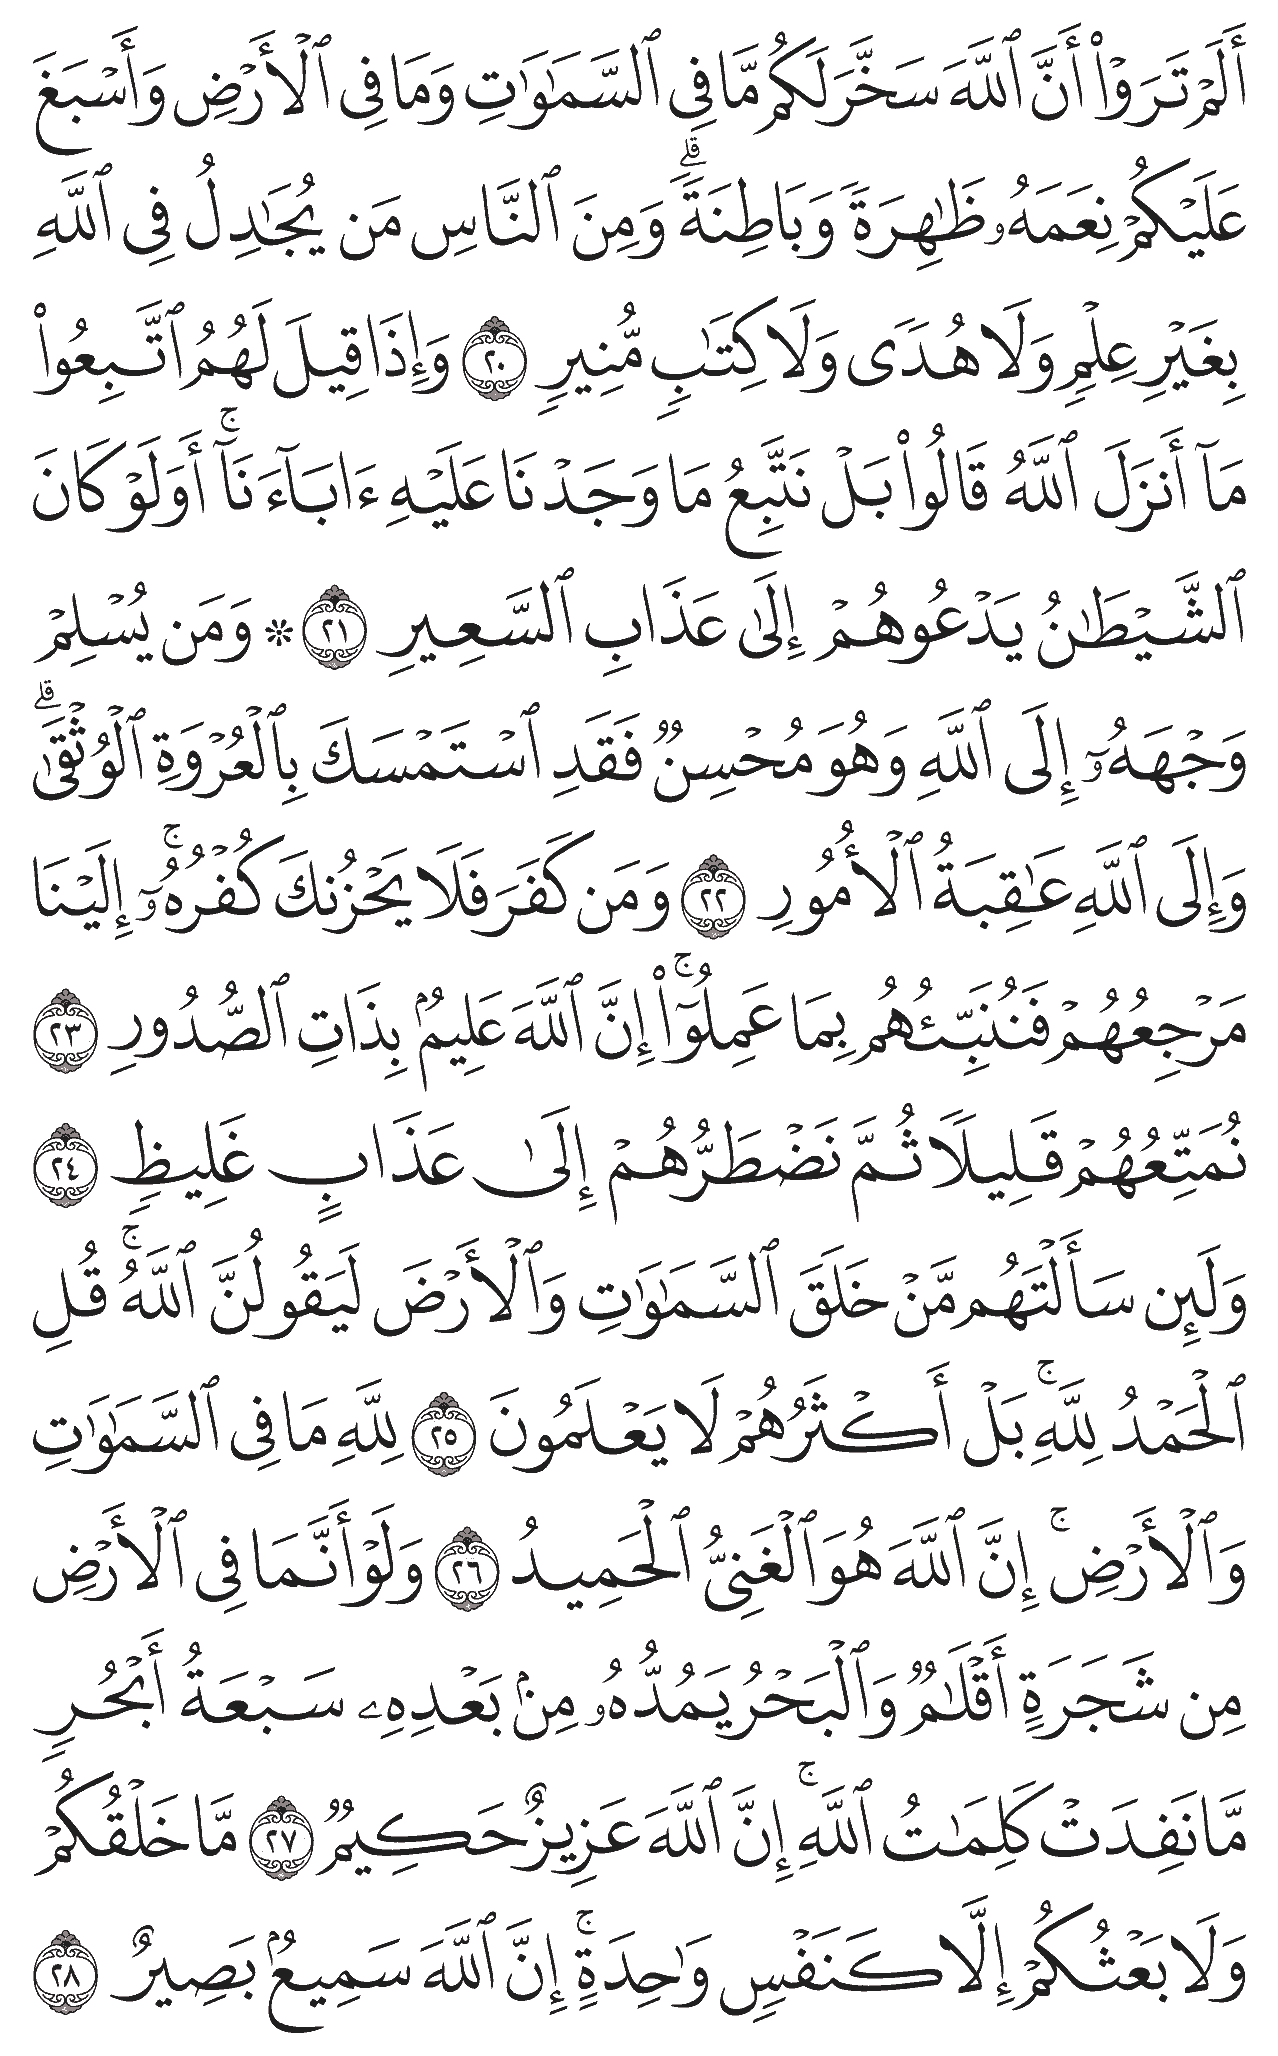 أَلَمْ تَرَوْا۟ أَنَّ ٱللَّهَ سَخَّرَ لَكُم مَّا فِى ٱلسَّمَٰوَٰتِ وَمَا فِى ٱلْأَرْضِ وَأَسْبَغَ
عَلَيْكُمْ نِعَمَهُۥ ظَٰهِرَةً وَبَاطِنَةً ۗ وَمِنَ ٱلنَّاسِ مَن يُجَٰدِلُ فِى ٱللَّهِ
بِغَيْرِ عِلْمٍ وَلَا هُدًى وَلَا كِتَٰبٍ مُّنِيرٍ ٢٠ وَإِذَا قِيلَ لَهُمُ ٱتَّبِعُوا۟
مَآ أَنزَلَ ٱللَّهُ قَالُوا۟ بَلْ نَتَّبِعُ مَا وَجَدْنَا عَلَيْهِ ءَابَآءَنَآ ۚ أَوَلَوْ كَانَ
ٱلشَّيْطَٰنُ يَدْعُوهُمْ إِلَىٰ عَذَابِ ٱلسَّعِيرِ ٢١ ۞ وَمَن يُسْلِمْ
وَجْهَهُۥٓ إِلَى ٱللَّهِ وَهُوَ مُحْسِنٌ فَقَدِ ٱسْتَمْسَكَ بِٱلْعُرْوَةِ ٱلْوُثْقَىٰ ۗ
وَإِلَى ٱللَّهِ عَٰقِبَةُ ٱلْأُمُورِ ٢٢ وَمَن كَفَرَ فَلَا يَحْزُنكَ كُفْرُهُۥٓ ۚ إِلَيْنَا
مَرْجِعُهُمْ فَنُنَبِّئُهُم بِمَا عَمِلُوٓا۟ ۚ إِنَّ ٱللَّهَ عَلِيمٌۢ بِذَاتِ ٱلصُّدُورِ ٢٣
نُمَتِّعُهُمْ قَلِيلًا ثُمَّ نَضْطَرُّهُمْ إِلَىٰ عَذَابٍ غَلِيظٍ ٢٤
وَلَئِن سَأَلْتَهُم مَّنْ خَلَقَ ٱلسَّمَٰوَٰتِ وَٱلْأَرْضَ لَيَقُولُنَّ ٱللَّهُ ۚ قُلِ
ٱلْحَمْدُ لِلَّهِ ۚ بَلْ أَكْثَرُهُمْ لَا يَعْلَمُونَ ٢٥ لِلَّهِ مَا فِى ٱلسَّمَٰوَٰتِ
وَٱلْأَرْضِ ۚ إِنَّ ٱللَّهَ هُوَ ٱلْغَنِىُّ ٱلْحَمِيدُ ٢٦ وَلَوْ أَنَّمَا فِى ٱلْأَرْضِ
مِن شَجَرَةٍ أَقْلَٰمٌ وَٱلْبَحْرُ يَمُدُّهُۥ مِنۢ بَعْدِهِۦ سَبْعَةُ أَبْحُرٍ
مَّا نَفِدَتْ كَلِمَٰتُ ٱللَّهِ ۚ إِنَّ ٱللَّهَ عَزِيزٌ حَكِيمٌ ٢٧ مَّا خَلْقُكُمْ
وَلَا بَعْثُكُمْ إِلَّا كَنَفْسٍ وَٰحِدَةٍ ۚ إِنَّ ٱللَّهَ سَمِيعٌۢ بَصِيرٌ ٢٨